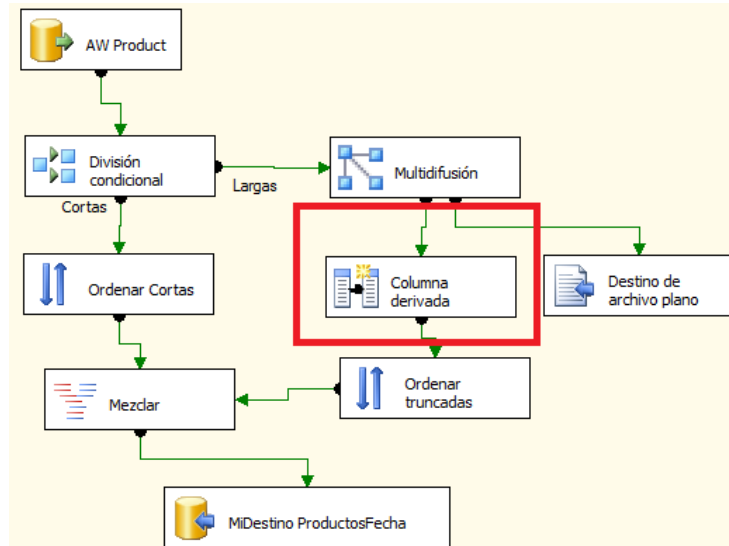 AW Product
División
condicional
Largas
Multidifusión
Cortas
Ordenar Cortas
Columna
derivada
Destino de
archivo plano
Mezclar
Ordenar
truncadas
MiDestino ProductosFecha